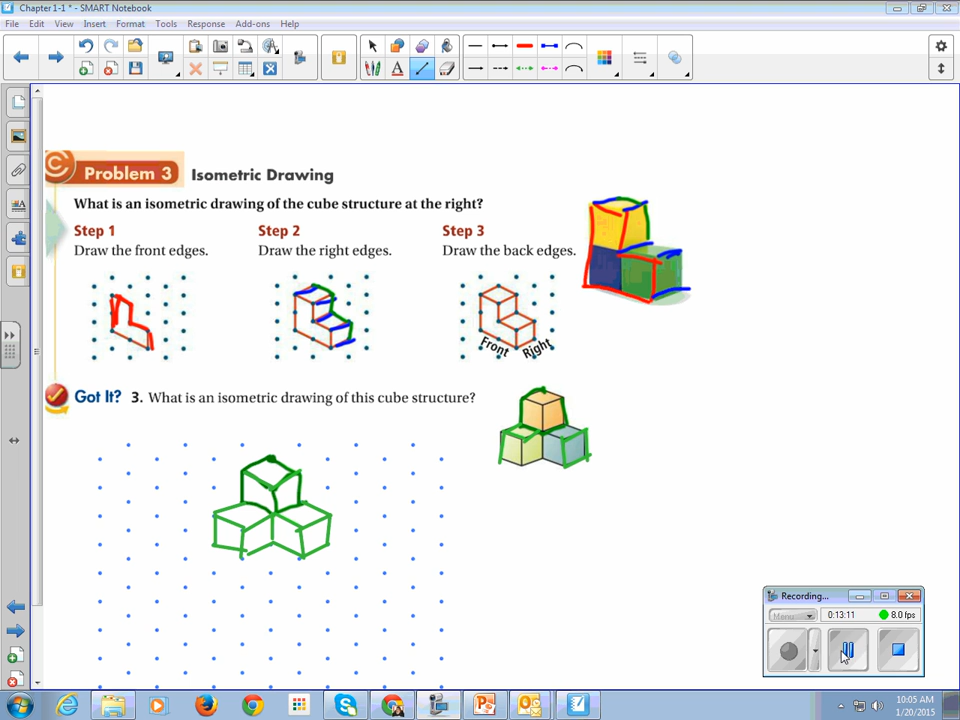 Chapter 1-1 * - SMART Notebook
File Edit View Insert Format Tools Response Add-ons Help
C Problem 3 Isometric Drawing
What is an isometric drawing of the cube structure at the right?
Step 1 Step 2 Step 3
Draw the front edges. Draw the right edges. Draw the back edges.
Front Right
Got It? 3. What is an isometric drawing of this cube structure?
Recording...
Menu 0:13:11 8.0 fps
10:05 AM
1/20/2015